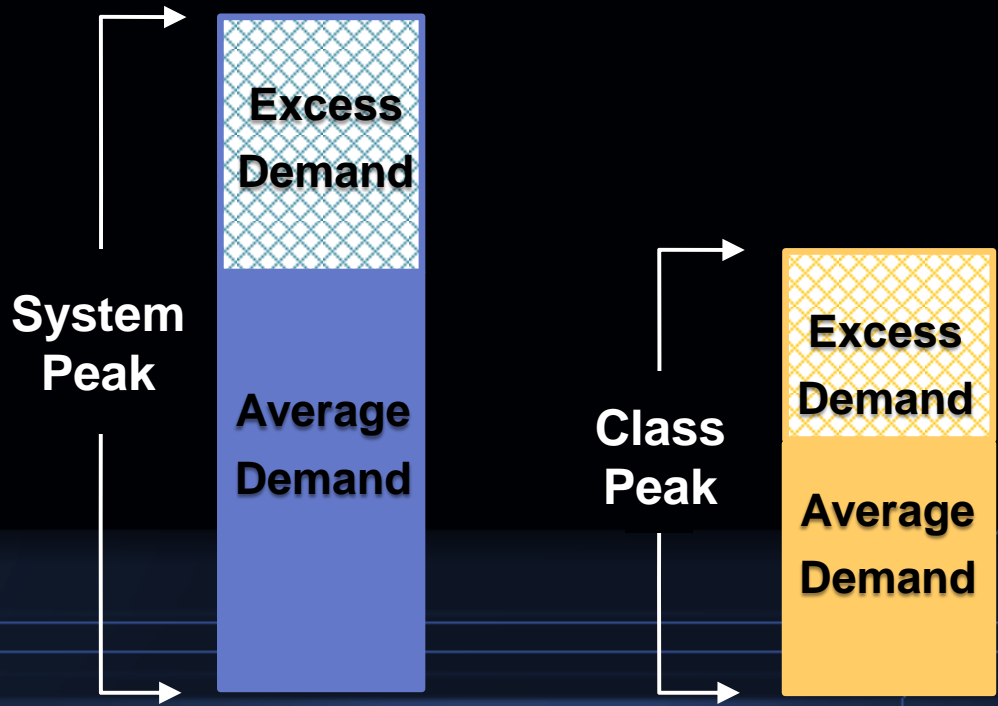 System
Peak
Excess
Demand
Average
Demand
Class
Peak
Excess
Demand
Average
Demand